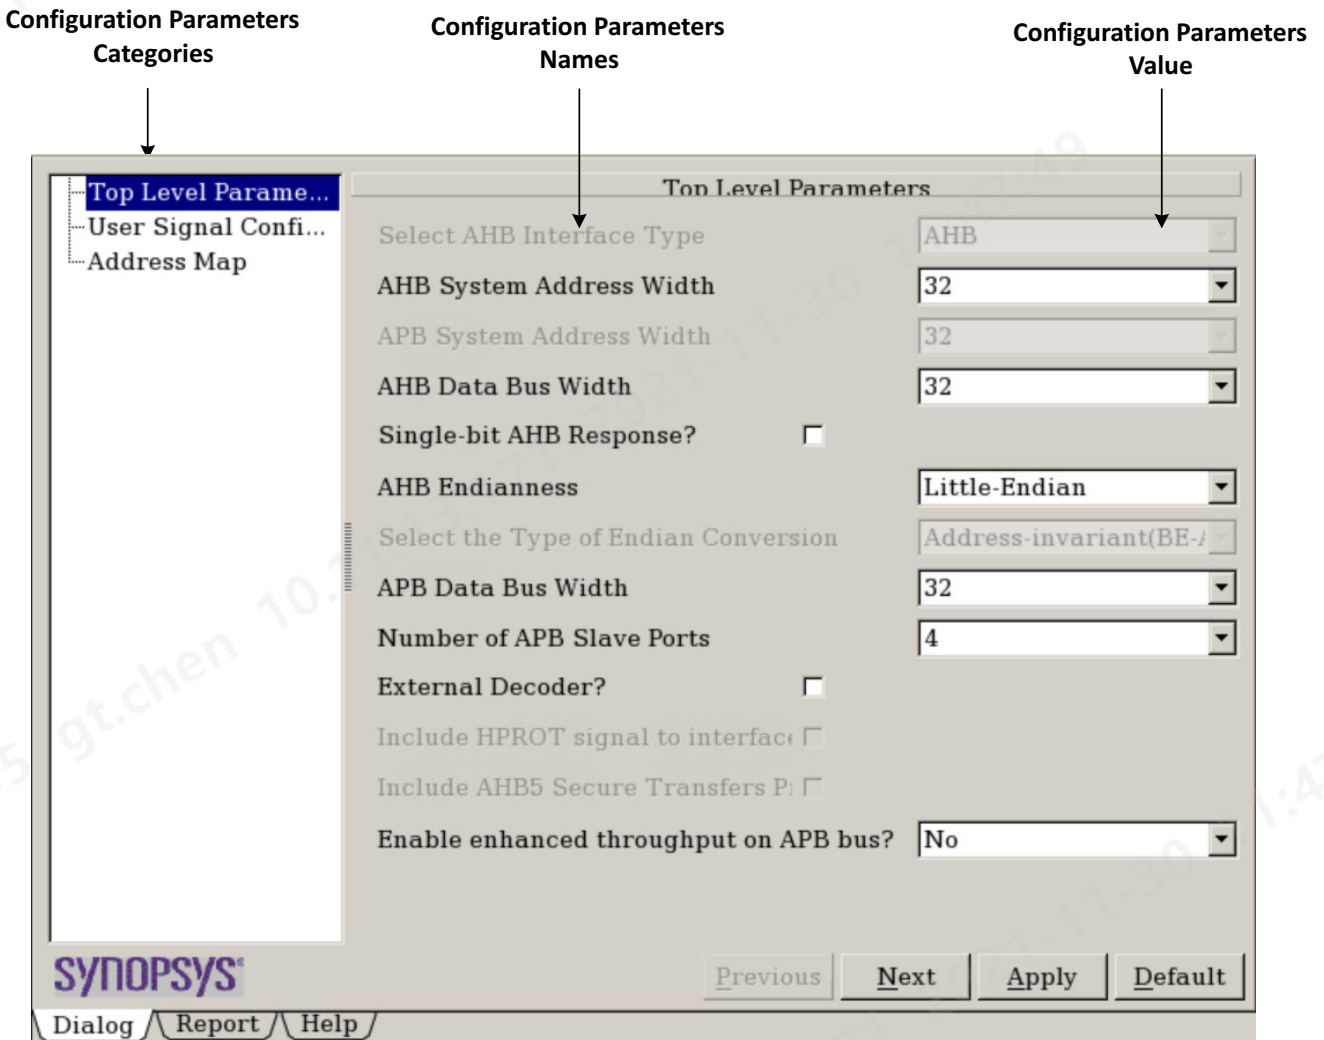 Configuration Parameters
Categories
Configuration Parameters
Names
Configuration Parameters
Value
Top Level Parame...
User Signal Confi...
Address Map
Top Level Parameters
Select AHB Interface Type AHB
AHB System Address Width 32
APB System Address Width 32
AHB Data Bus Width 32
Single-bit AHB Response?
AHB Endianness Little-Endian
Select the Type of Endian Conversion Address-invariant(BE-
APB Data Bus Width 32
Number of APB Slave Ports 4
External Decoder?
Include HPROT signal to interface
Include AHB5 Secure Transfers
Enable enhanced throughput on APB bus? No
SYNOPSYS
Previous Next Apply Default
Dialog Report Help
gt.chen